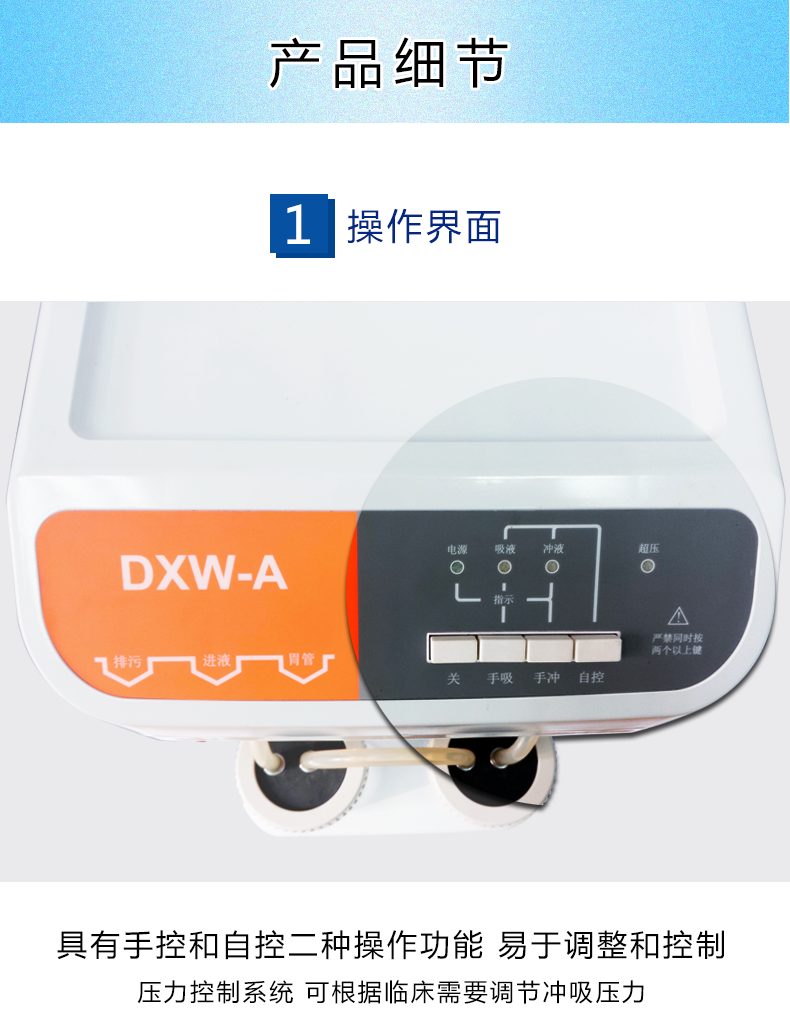 产品细节
1 操作界面
电源 吸液 冲液 超压
DXW-A
指示
严禁同时按
两个以上键
排污 进液 胃管
关 手吸 手冲 自控
具有手控和自控二种操作功能 易于调整和控制
压力控制系统 可根据临床需要调节冲吸压力